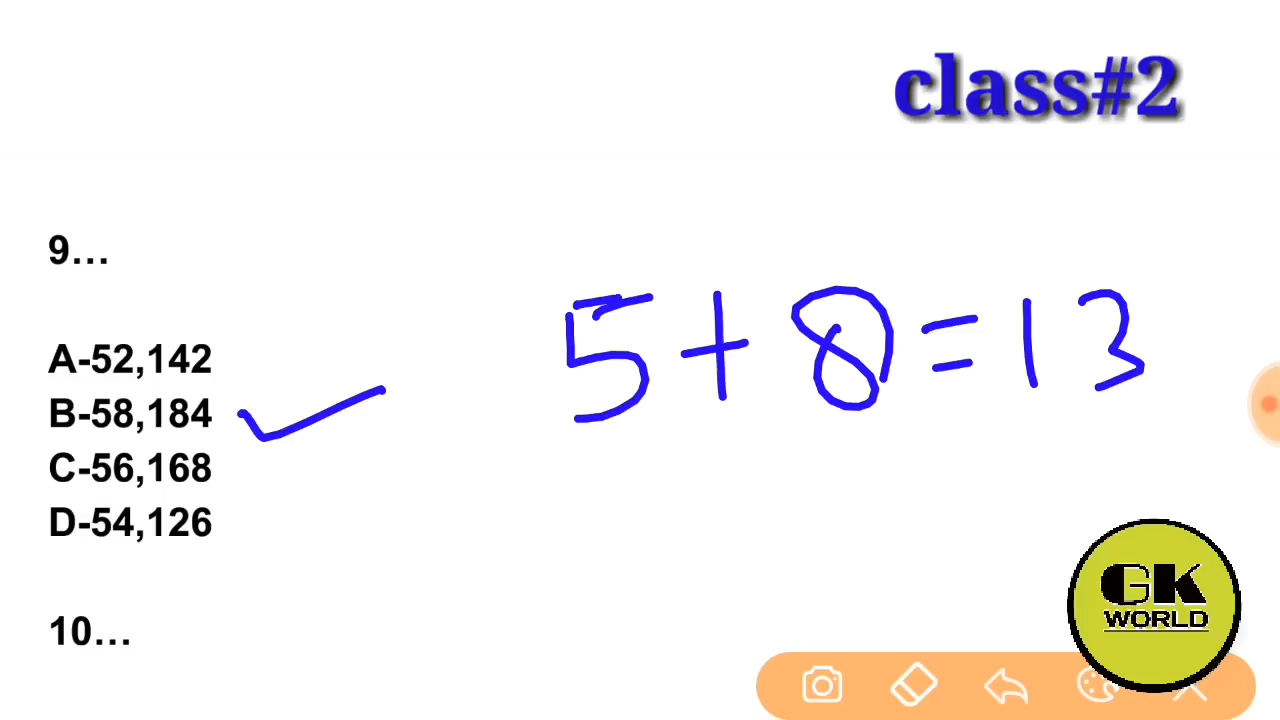 class#2
9...
A-52,142
B-58,184
C-56,168
D-54,126
5+8=13
10...
GK
WORLD